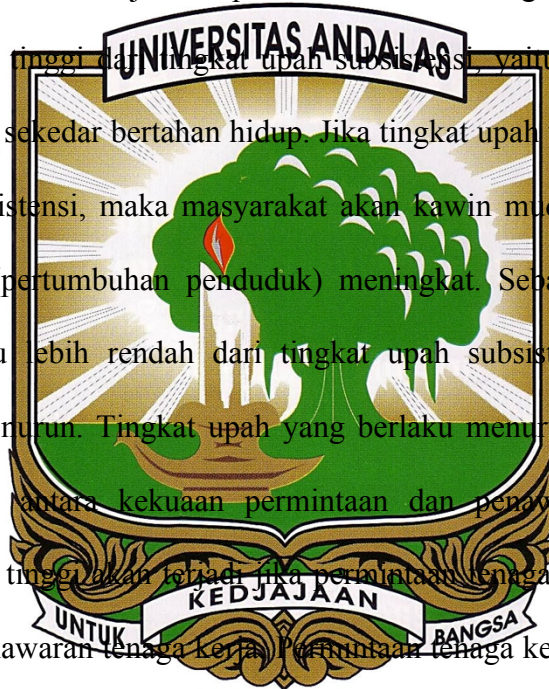 UNIVERSITAS ANDALAS
tinggi dari tingkat upah subsistensi, yaitu
sekedar bertahan hidup. Jika tingkat upah
istensi, maka masyarakat akan kawin mud
pertumbuhan penduduk) meningkat. Seba
u lebih rendah dari tingkat upah subsist
nurun. Tingkat upah yang berlaku menur
antara kekuaan permintaan dan penaw
tinggi akan terjadi jika permintaan tenaga
KEDJAJAAN
UNTUK BANGSA
awaran tenaga kerja. Permintaan tenaga ke